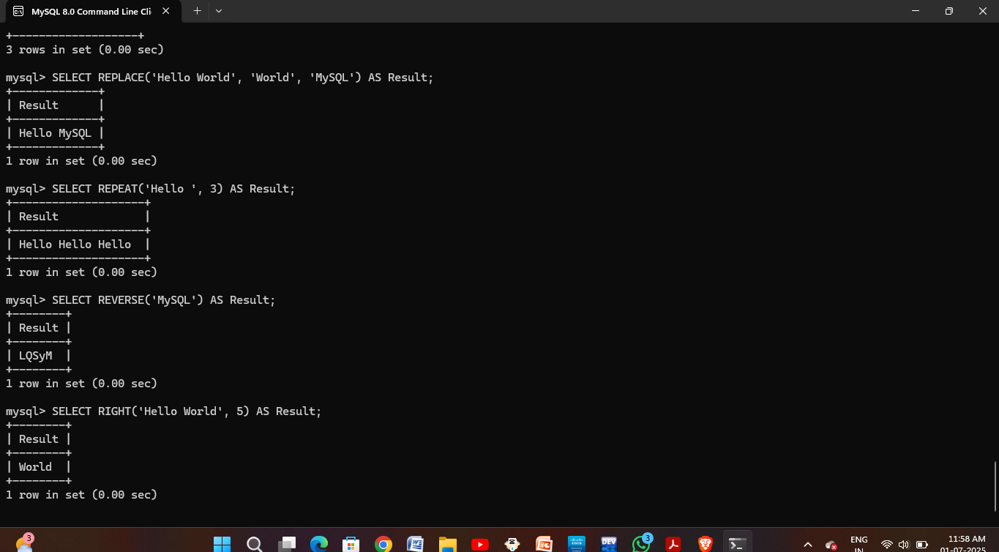 MySQL 8.0 Command Line Cli
+-------------------+
3 rows in set (0.00 sec)
mysql> SELECT REPLACE('Hello World', 'World', 'MySQL') AS Result;
+-------------+
| Result      |
+-------------+
| Hello MySQL |
+-------------+
1 row in set (0.00 sec)
mysql> SELECT REPEAT('Hello ', 3) AS Result;
+--------------------+
| Result             |
+--------------------+
| Hello Hello Hello  |
+--------------------+
1 row in set (0.00 sec)
mysql> SELECT REVERSE('MySQL') AS Result;
+--------+
| Result |
+--------+
| LQSyM  |
+--------+
1 row in set (0.00 sec)
mysql> SELECT RIGHT('Hello World', 5) AS Result;
+--------+
| Result |
+--------+
| World  |
+--------+
1 row in set (0.00 sec)
3
DEV
3
ENG
IN
11:58 AM
01-07-2025